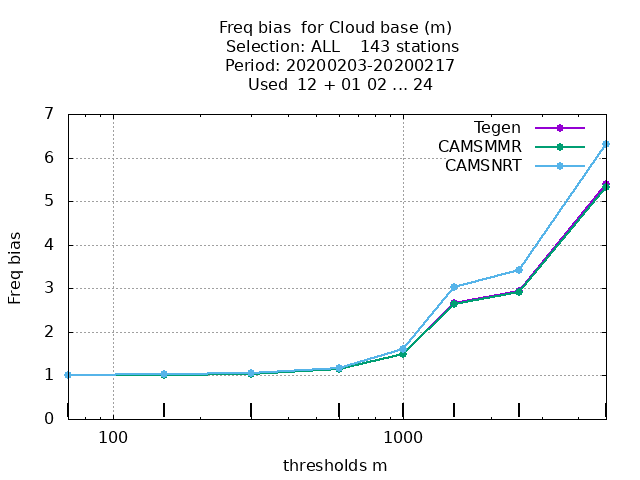 Freq bias  for Cloud base (m)
Selection: ALL    143 stations
Period: 20200203-20200217
Used  12 + 01 02 ... 24
Tegen
CAMSMMR
CAMSNRT
7
6
5
4
3
2
1
0
Freq bias
100
1000
thresholds m